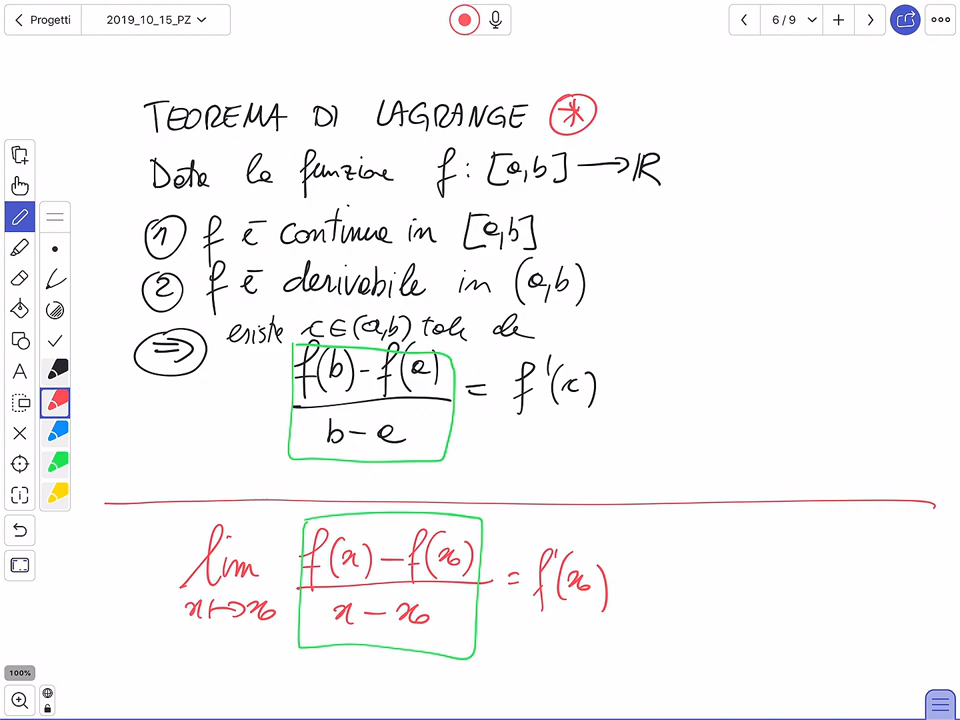 Progetti
2019_10_15_PZ
6/9
TEOREMA DI LAGRANGE *
Data la funzione f : [a,b] → ℝ
① f è continua in [a,b]
② f è derivabile in (a,b)
⇒ esiste c ∈ (a,b) tale che
f(b) - f(a)
= f'(c)
b - a
lim f(x) - f(x₀) = f'(x₀)
x ↦ x₀ x - x₀
100%